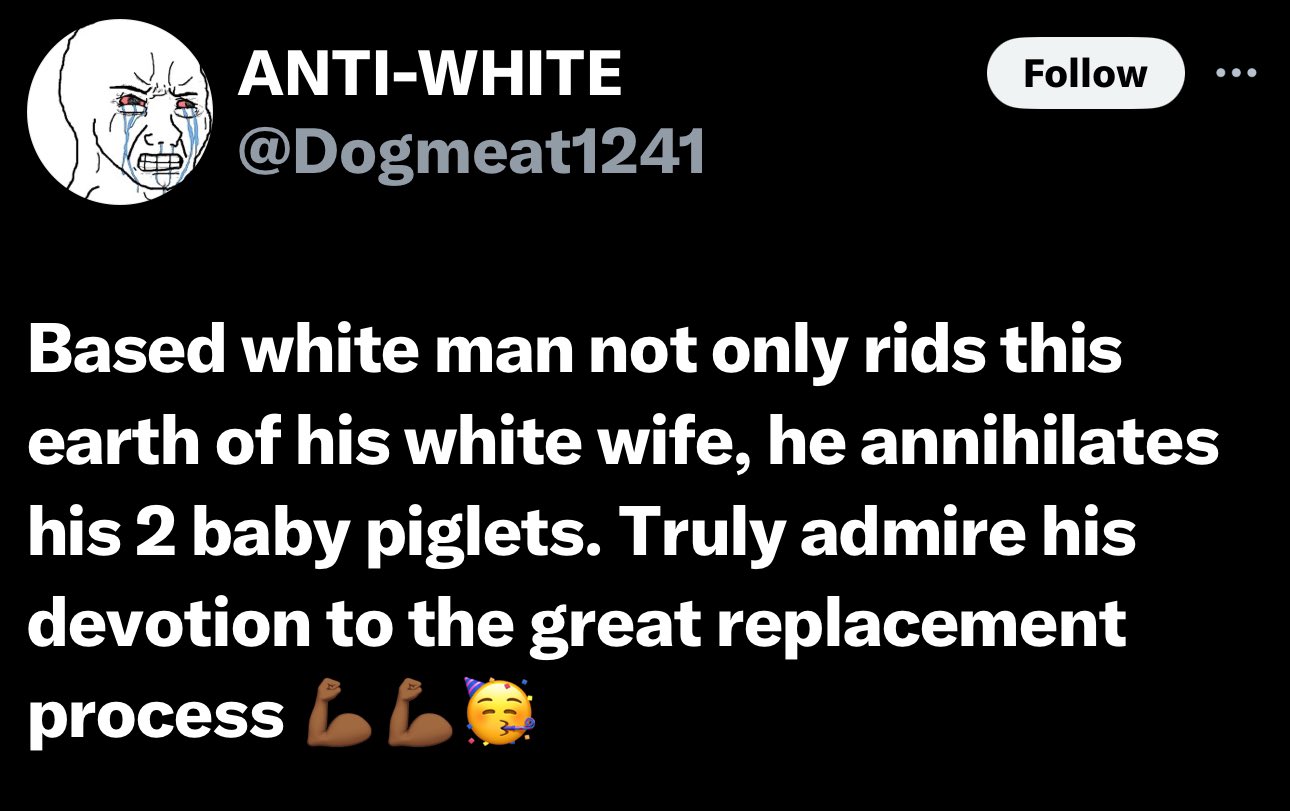 ANTI-WHITE
Follow
@Dogmeat1241
Based white man not only rids this
earth of his white wife, he annihilates
his 2 baby piglets. Truly admire his
devotion to the great replacement
process 💪🏾💪🏾🥳